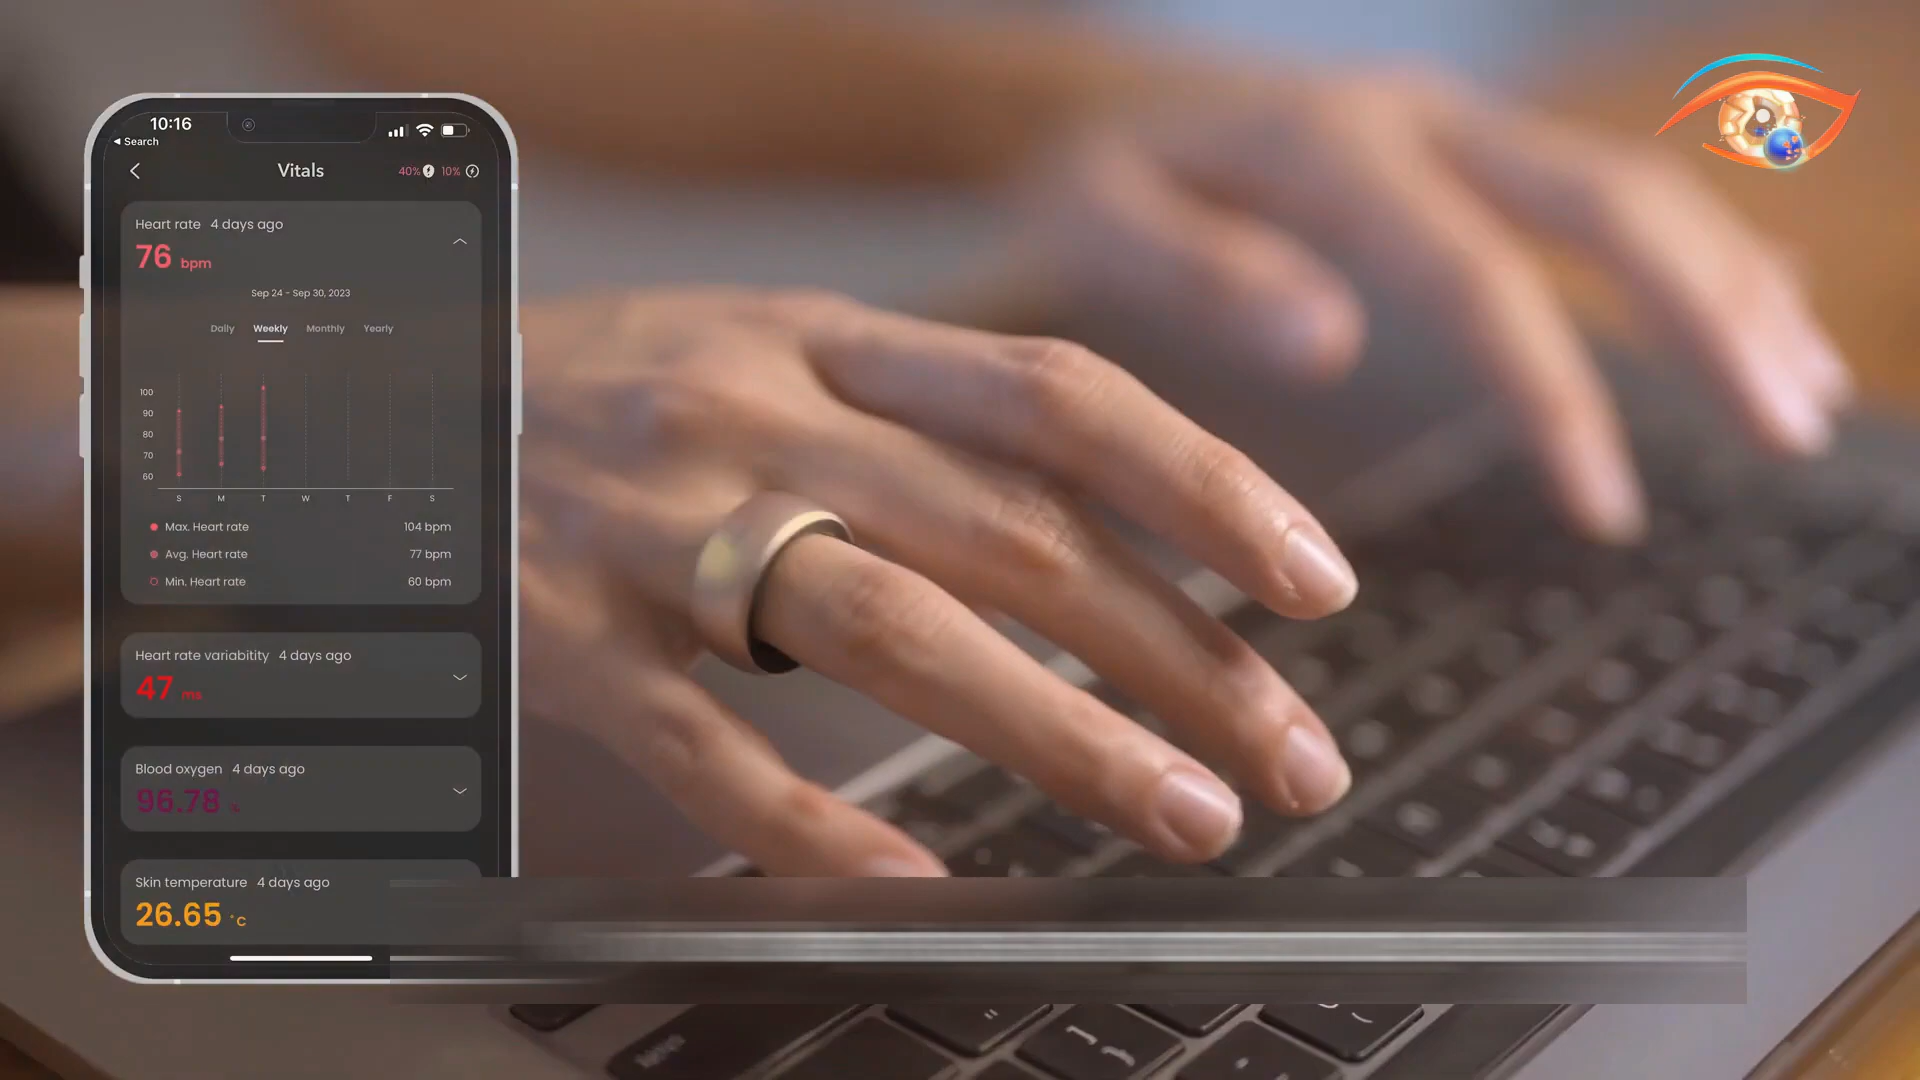 10:16
◀ Search
Vitals
40% 10%
Heart rate 4 days ago
76 bpm
Sep 24 - Sep 30, 2023
Daily Weekly Monthly Yearly
100
90
80
70
60
S M T W T F S
Max. Heart rate 104 bpm
Avg. Heart rate 77 bpm
Min. Heart rate 60 bpm
Heart rate variabitity 4 days ago
47 ms
Blood oxygen 4 days ago
96.78
Skin temperature 4 days ago
26.65 °C